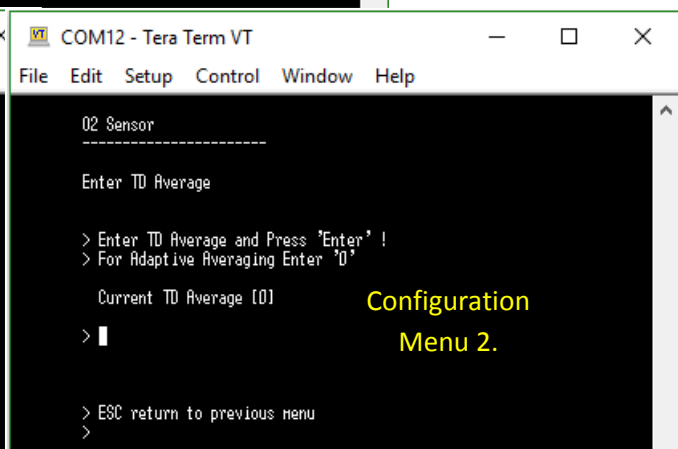 COM12 - Tera Term VT
File Edit Setup Control Window Help
O2 Sensor
-----------------------
Enter TD Average
> Enter TD Average and Press 'Enter' !
> For Adaptive Averaging Enter '0'
Current TD Average [0]
>
Configuration
Menu 2.
> ESC return to previous menu
>